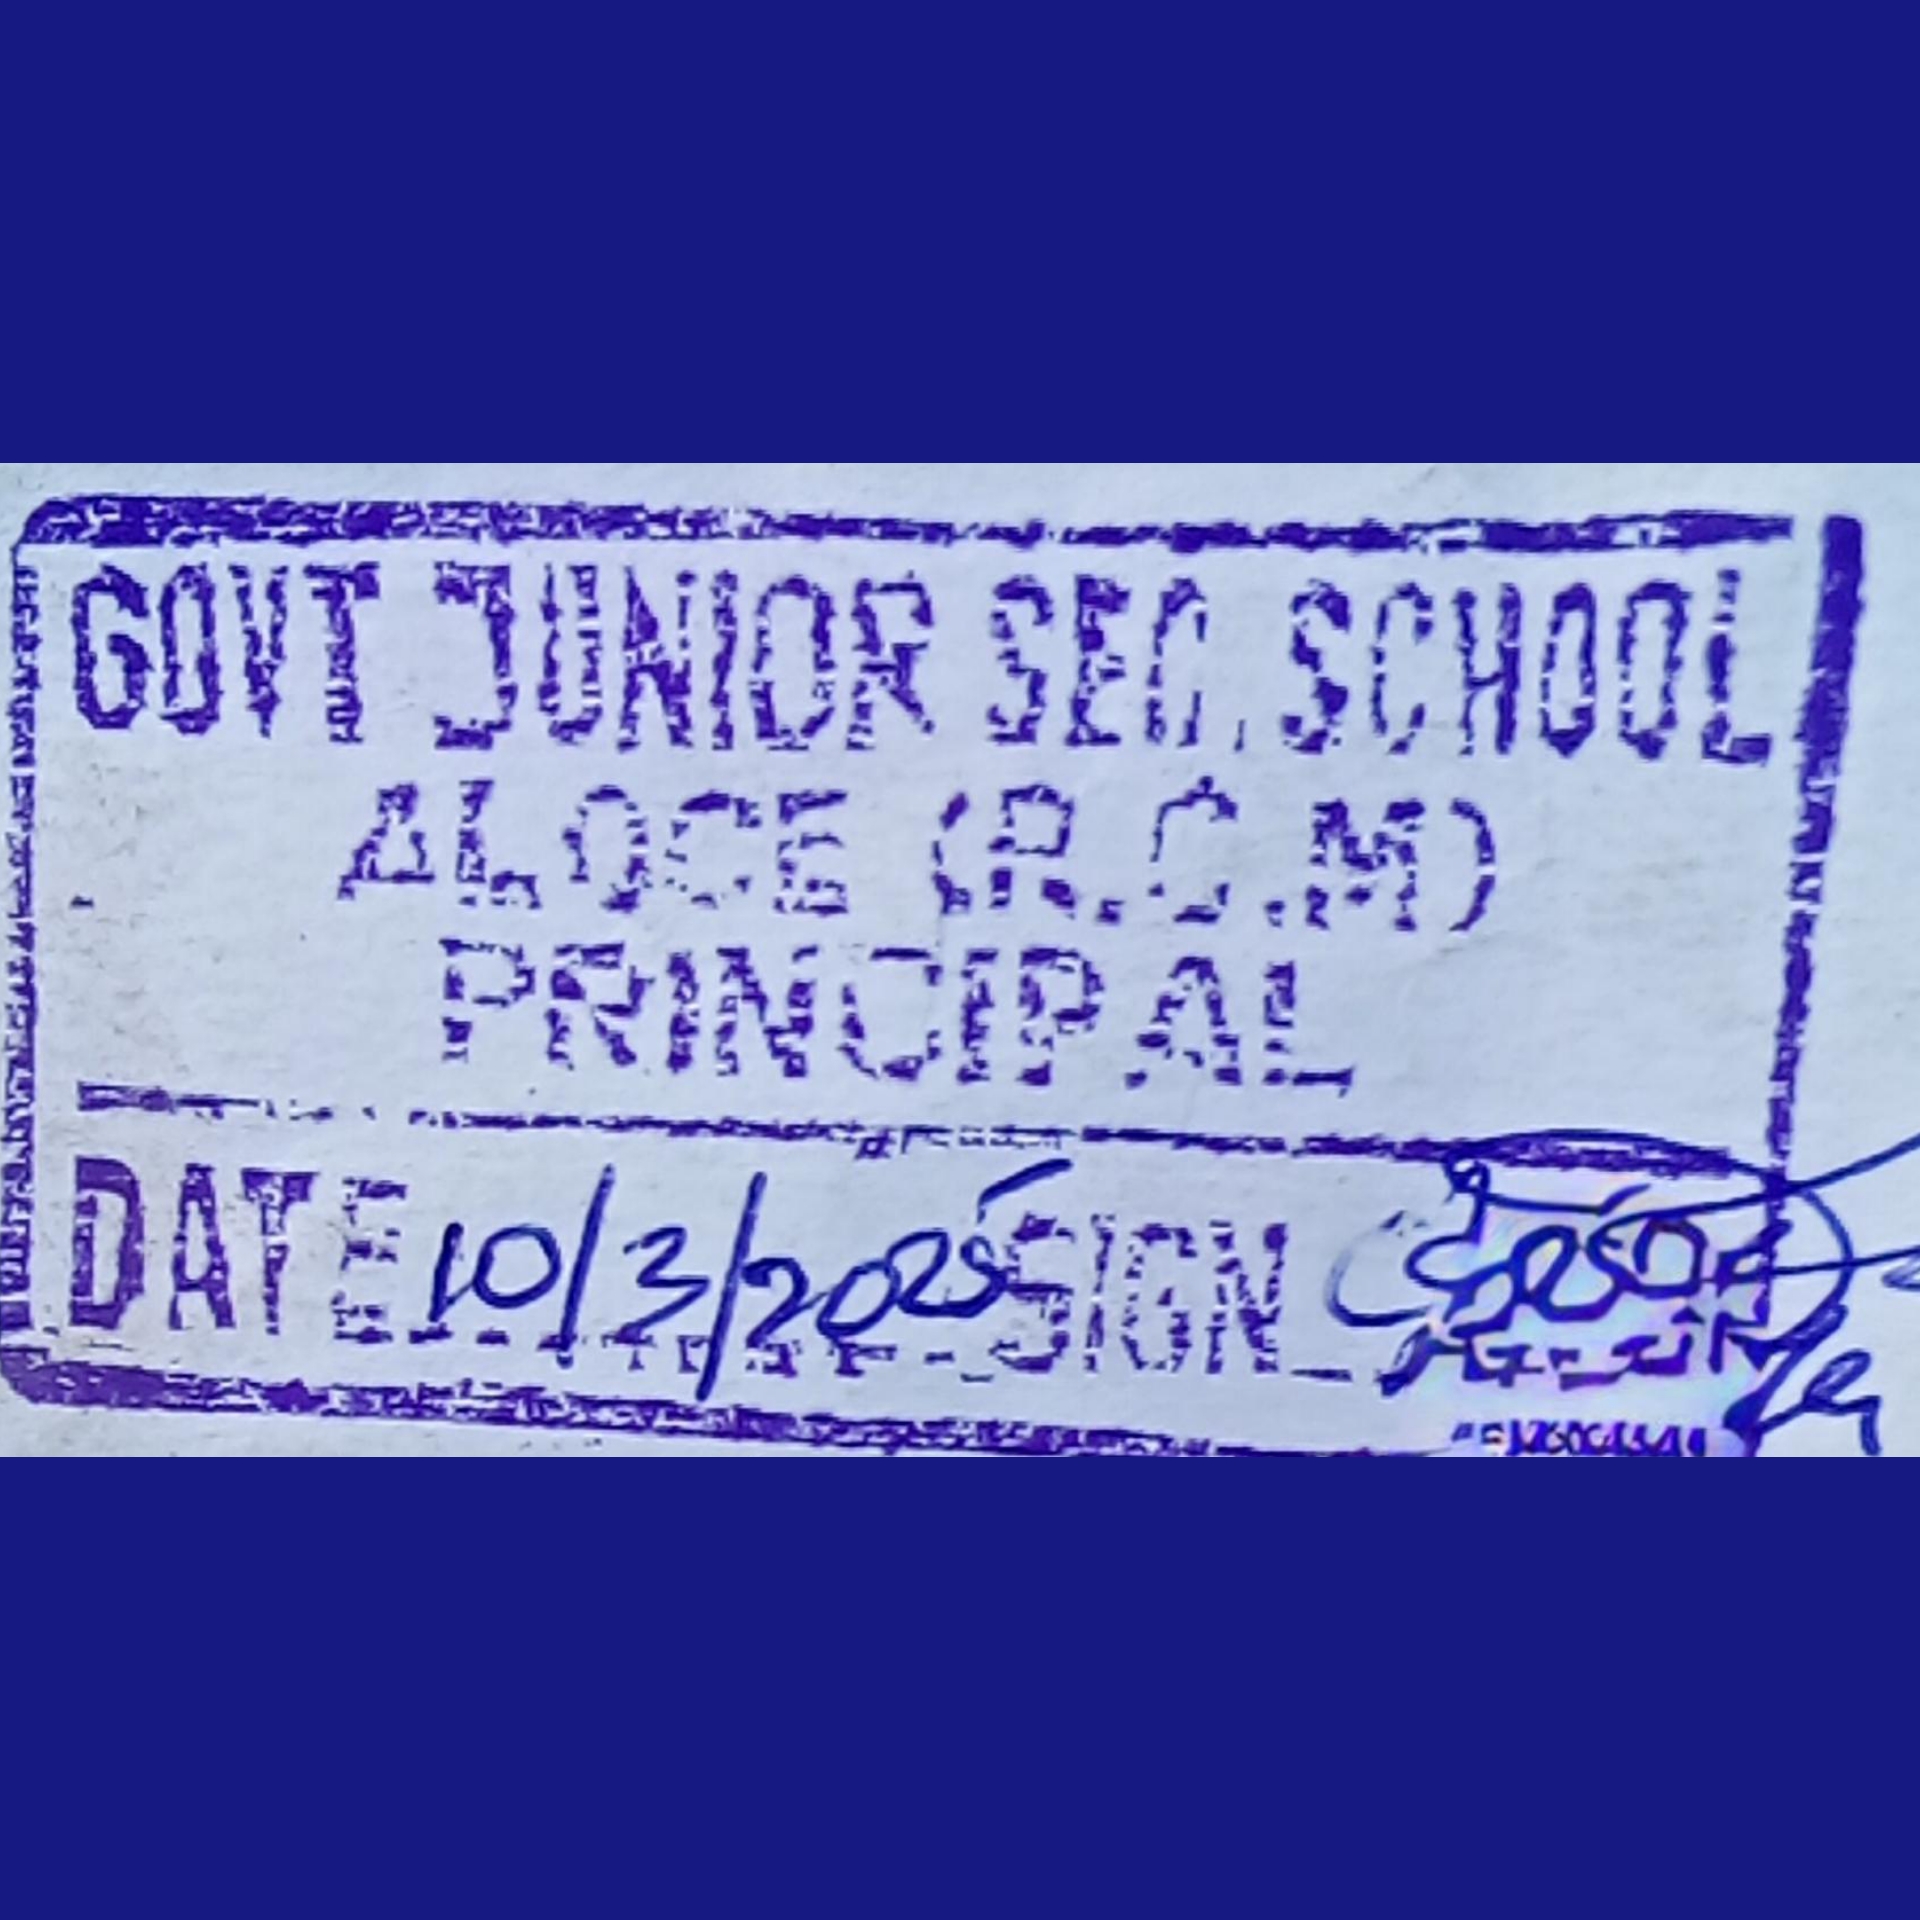 GOVT JUNIOR SEC. SCHOOL
ALOCE (R.C.M)
PRINCIPAL
DATE 10/3/2025 SIGN